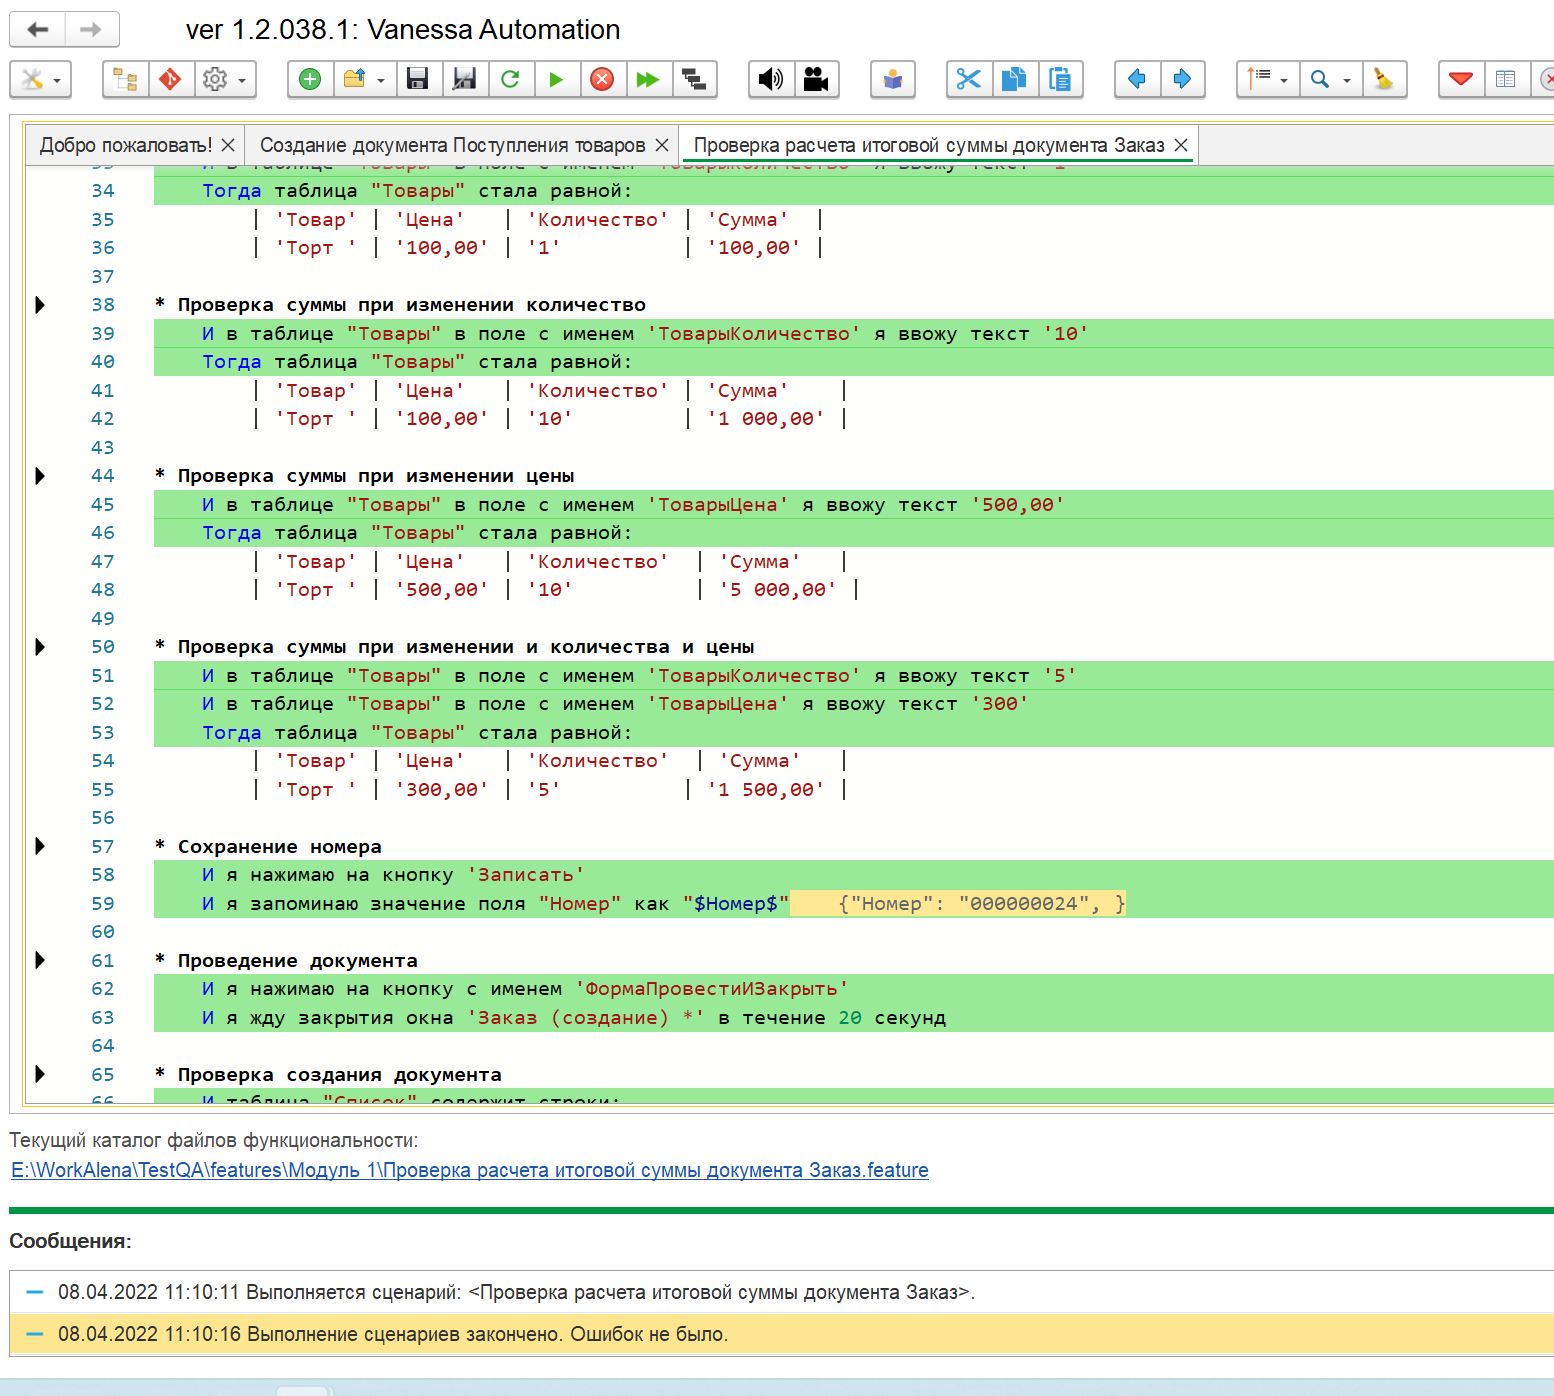 ver 1.2.038.1: Vanessa Automation
Добро пожаловать! Создание документа Поступления товаров Проверка расчета итоговой суммы документа Заказ
34 Тогда таблица "Товары" стала равной:
35 | 'Товар' | 'Цена' | 'Количество' | 'Сумма' |
36 | 'Торт ' | '100,00' | '1' | '100,00' |
37
38 * Проверка суммы при изменении количество
39 И в таблице "Товары" в поле с именем 'ТоварыКоличество' я ввожу текст '10'
40 Тогда таблица "Товары" стала равной:
41 | 'Товар' | 'Цена' | 'Количество' | 'Сумма' |
42 | 'Торт ' | '100,00' | '10' | '1 000,00' |
43
44 * Проверка суммы при изменении цены
45 И в таблице "Товары" в поле с именем 'ТоварыЦена' я ввожу текст '500,00'
46 Тогда таблица "Товары" стала равной:
47 | 'Товар' | 'Цена' | 'Количество' | 'Сумма' |
48 | 'Торт ' | '500,00' | '10' | '5 000,00' |
49
50 * Проверка суммы при изменении и количества и цены
51 И в таблице "Товары" в поле с именем 'ТоварыКоличество' я ввожу текст '5'
52 И в таблице "Товары" в поле с именем 'ТоварыЦена' я ввожу текст '300'
53 Тогда таблица "Товары" стала равной:
54 | 'Товар' | 'Цена' | 'Количество' | 'Сумма' |
55 | 'Торт ' | '300,00' | '5' | '1 500,00' |
56
57 * Сохранение номера
58 И я нажимаю на кнопку 'Записать'
59 И я запоминаю значение поля "Номер" как "$Номер$" {"Номер": "000000024", }
60
61 * Проведение документа
62 И я нажимаю на кнопку с именем 'ФормаПровестиИЗакрыть'
63 И я жду закрытия окна 'Заказ (создание) *' в течение 20 секунд
64
65 * Проверка создания документа
66 И таблица "Список" содержит строки:
Текущий каталог файлов функциональности:
E:\WorkAlena\TestQA\features\Модуль 1\Проверка расчета итоговой суммы документа Заказ.feature
Сообщения:
08.04.2022 11:10:11 Выполняется сценарий: <Проверка расчета итоговой суммы документа Заказ>.
08.04.2022 11:10:16 Выполнение сценариев закончено. Ошибок не было.